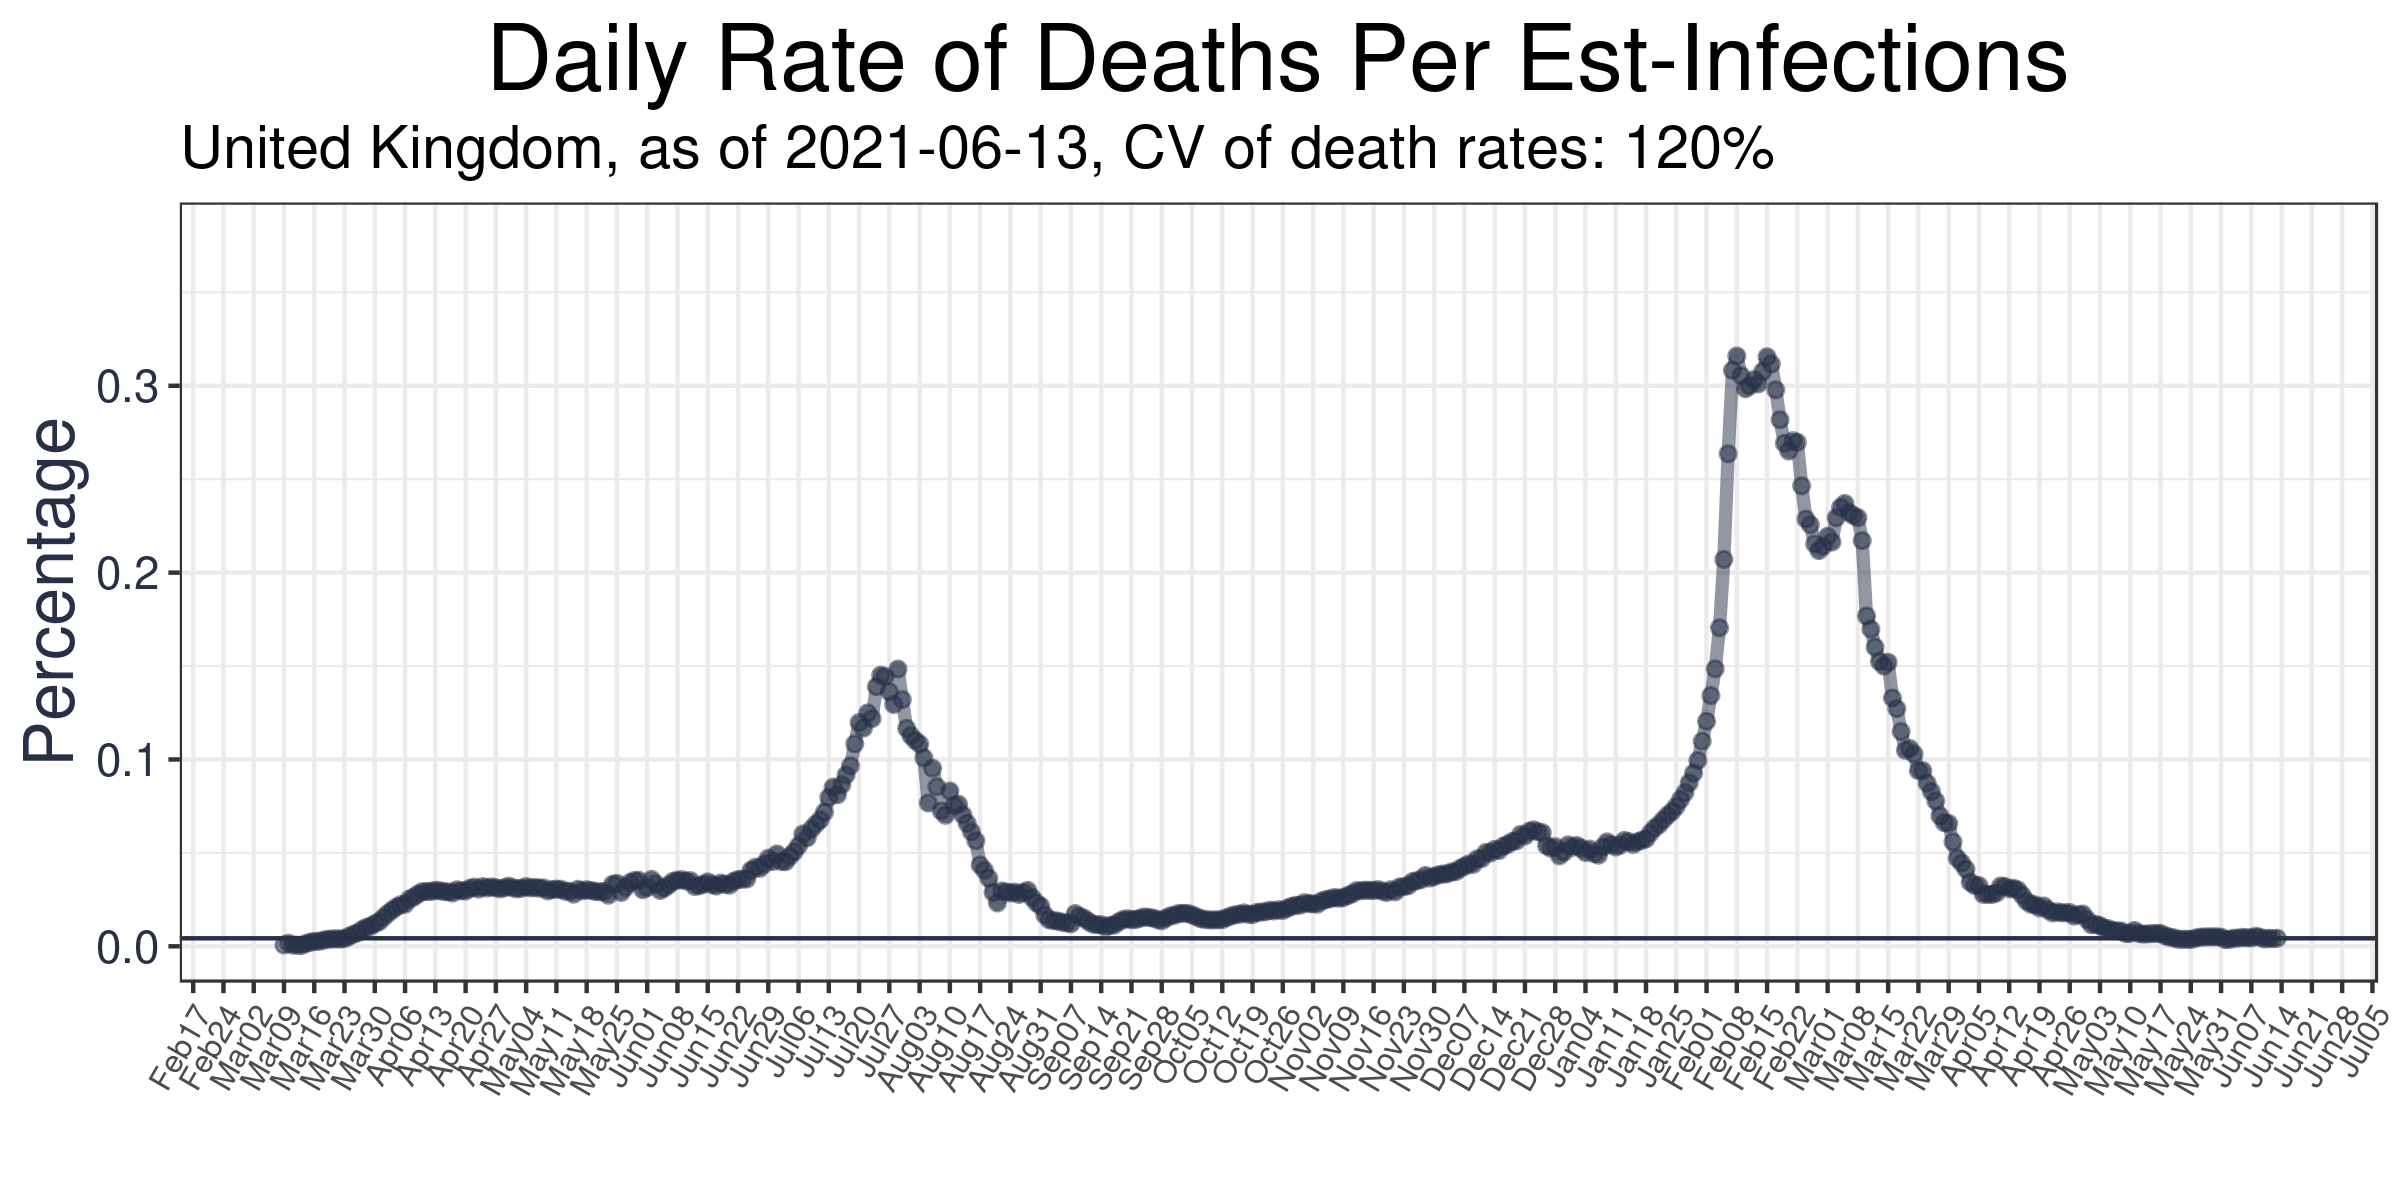 Daily Rate of Deaths Per Est-Infections
United Kingdom, as of 2021-06-13, CV of death rates: 120%
Percentage
0.3
0.2
0.1
0.0
Feb17 Feb24 Mar02 Mar09 Mar16 Mar23 Mar30 Apr06 Apr13 Apr20 Apr27 May04 May11 May18 May25 Jun01 Jun08 Jun15 Jun22 Jun29 Jul06 Jul13 Jul20 Jul27 Aug03 Aug10 Aug17 Aug24 Aug31 Sep07 Sep14 Sep21 Sep28 Oct05 Oct12 Oct19 Oct26 Nov02 Nov09 Nov16 Nov23 Nov30 Dec07 Dec14 Dec21 Dec28 Jan04 Jan11 Jan18 Jan25 Feb01 Feb08 Feb15 Feb22 Mar01 Mar08 Mar15 Mar22 Mar29 Apr05 Apr12 Apr19 Apr26 May03 May10 May17 May24 May31 Jun07 Jun14 Jun21 Jun28 Jul05